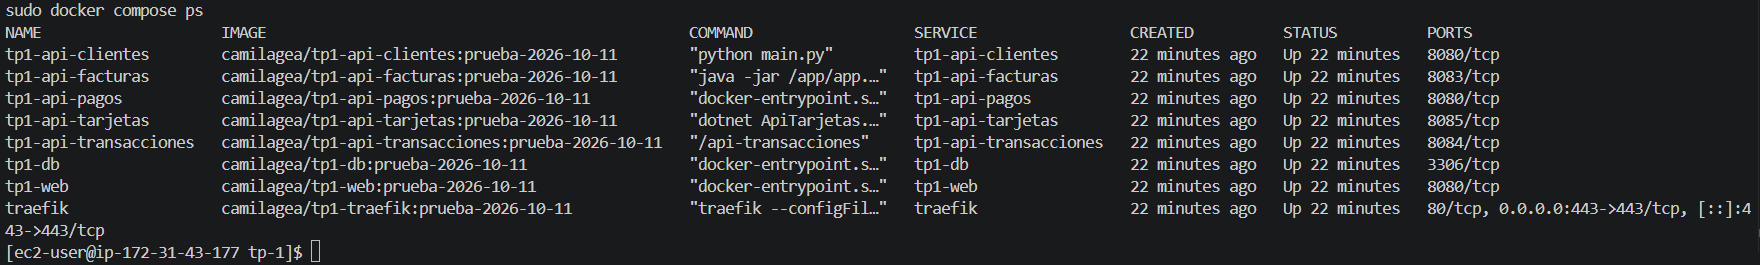 sudo docker compose ps
NAME IMAGE COMMAND SERVICE CREATED STATUS PORTS
tp1-api-clientes camilagea/tp1-api-clientes:prueba-2026-10-11 "python main.py" tp1-api-clientes 22 minutes ago Up 22 minutes 8080/tcp
tp1-api-facturas camilagea/tp1-api-facturas:prueba-2026-10-11 "java -jar /app/app.…" tp1-api-facturas 22 minutes ago Up 22 minutes 8083/tcp
tp1-api-pagos camilagea/tp1-api-pagos:prueba-2026-10-11 "docker-entrypoint.s…" tp1-api-pagos 22 minutes ago Up 22 minutes 8080/tcp
tp1-api-tarjetas camilagea/tp1-api-tarjetas:prueba-2026-10-11 "dotnet ApiTarjetas.…" tp1-api-tarjetas 22 minutes ago Up 22 minutes 8085/tcp
tp1-api-transacciones camilagea/tp1-api-transacciones:prueba-2026-10-11 "/api-transacciones" tp1-api-transacciones 22 minutes ago Up 22 minutes 8084/tcp
tp1-db camilagea/tp1-db:prueba-2026-10-11 "docker-entrypoint.s…" tp1-db 22 minutes ago Up 22 minutes 3306/tcp
tp1-web camilagea/tp1-web:prueba-2026-10-11 "docker-entrypoint.s…" tp1-web 22 minutes ago Up 22 minutes 8080/tcp
traefik camilagea/tp1-traefik:prueba-2026-10-11 "traefik --configFil…" traefik 22 minutes ago Up 22 minutes 80/tcp, 0.0.0.0:443->443/tcp, [::]:4
43->443/tcp
[ec2-user@ip-172-31-43-177 tp-1]$